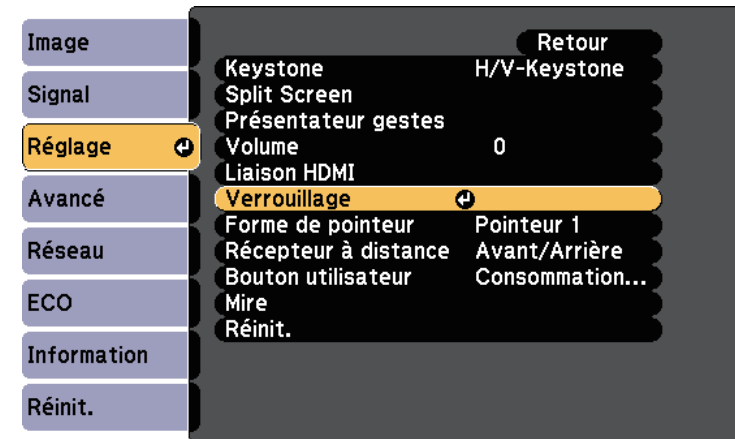 Image
Signal
Réglage
Avancé
Réseau
ECO
Information
Réinit.
Retour
Keystone H/V-Keystone
Split Screen
Présentateur gestes
Volume 0
Liaison HDMI
Verrouillage
Forme de pointeur Pointeur 1
Récepteur à distance Avant/Arrière
Bouton utilisateur Consommation...
Mire
Réinit.